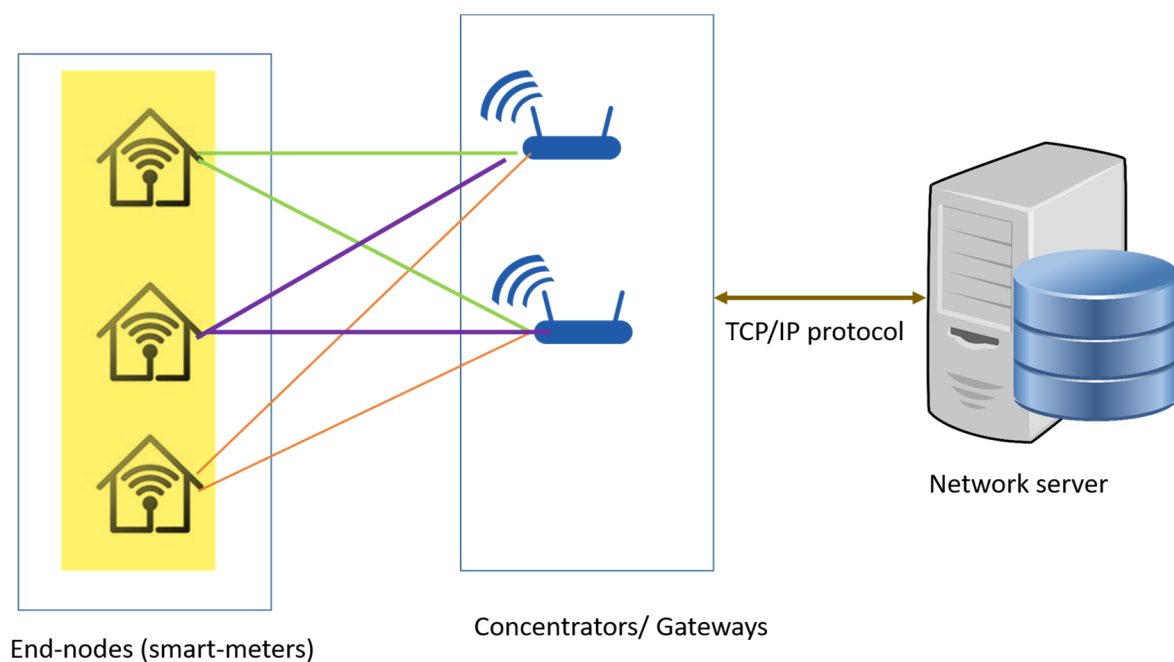 TCP/IP protocol
Network server
Concentrators/ Gateways
End-nodes (smart-meters)